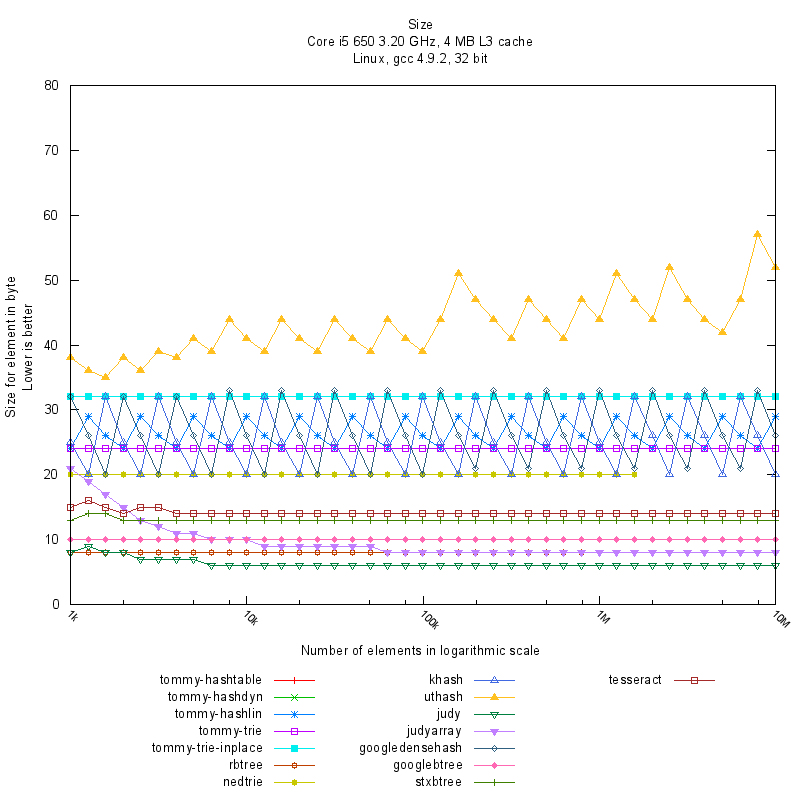 Size
Core i5 650 3.20 GHz, 4 MB L3 cache
Linux, gcc 4.9.2, 32 bit
Size for element in byte
Lower is better
80
70
60
50
40
30
20
10
0
1k
10k
100k
1M
10M
Number of elements in logarithmic scale
tommy-hashtable
tommy-hashdyn
tommy-hashlin
tommy-trie
tommy-trie-inplace
rbtree
nedtrie
khash
uthash
judy
judyarray
googledensehash
googlebtree
stxbtree
tesseract